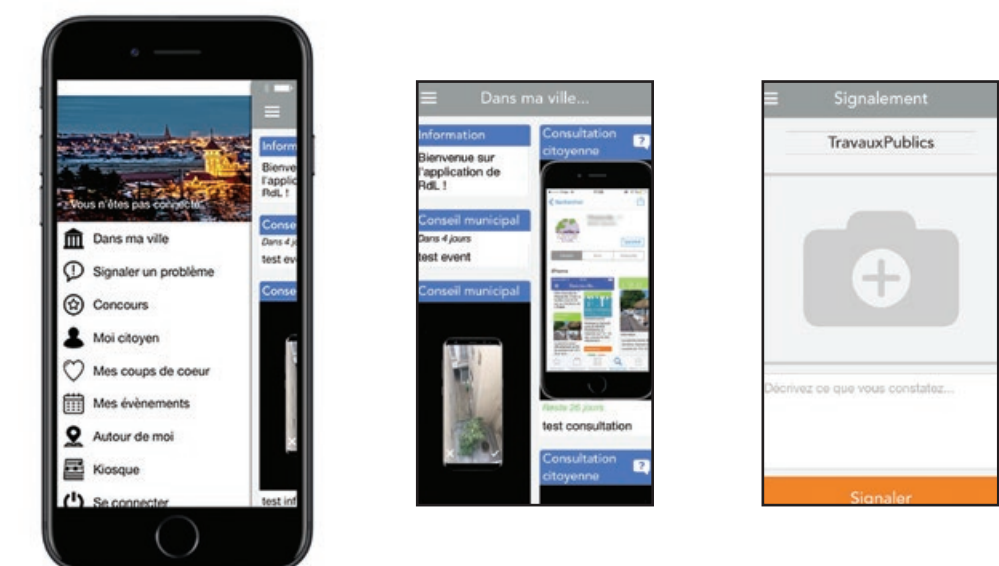 Vous n'êtes pas connecté
Dans ma ville
Signaler un problème
Concours
Moi citoyen
Mes coups de coeur
Mes évènements
Autour de moi
Kiosque
Se connecter
Inform
Bienve
l'applic
RdL !
Conse
Dans 4 jo
test ev
Conse
test inf
Dans ma ville...
Information
Bienvenue sur
l'application de
RdL !
Conseil municipal
Dans 4 jours
test event
Conseil municipal
Consultation
citoyenne
?
Reste 26 jours
test consultation
Consultation
citoyenne
?
Signalement
TravauxPublics
Décrivez ce que vous constatez...
Signaler